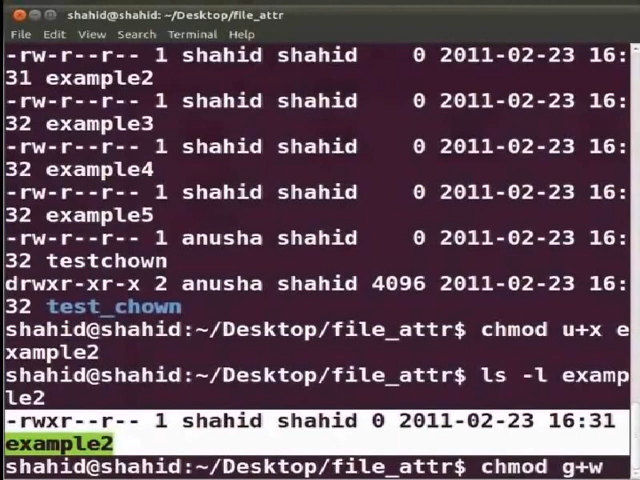 shahid@shahid: ~/Desktop/file_attr
File Edit View Search Terminal Help
-rw-r--r-- 1 shahid shahid 0 2011-02-23 16:
31 example2
-rw-r--r-- 1 shahid shahid 0 2011-02-23 16:
32 example3
-rw-r--r-- 1 shahid shahid 0 2011-02-23 16:
32 example4
-rw-r--r-- 1 shahid shahid 0 2011-02-23 16:
32 example5
-rw-r--r-- 1 anusha shahid 0 2011-02-23 16:
32 testchown
drwxr-xr-x 2 anusha shahid 4096 2011-02-23 16:
32 test_chown
shahid@shahid:~/Desktop/file_attr$ chmod u+x e
xample2
shahid@shahid:~/Desktop/file_attr$ ls -l examp
le2
-rwxr--r-- 1 shahid shahid 0 2011-02-23 16:31
example2
shahid@shahid:~/Desktop/file_attr$ chmod g+w